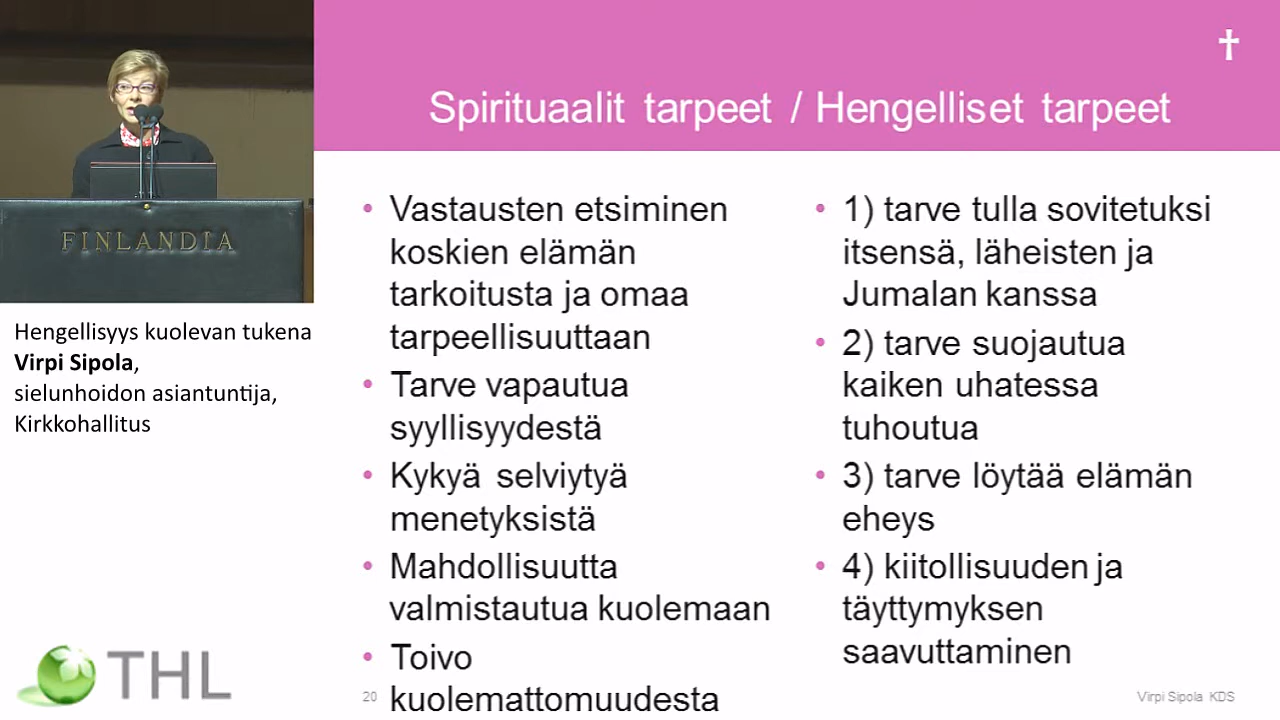 FINLANDIA
Hengellisyys kuolevan tukena
Virpi Sipola,
sielunhoidon asiantuntija,
Kirkkohallitus
THL
Spirituaalit tarpeet / Hengelliset tarpeet
• Vastausten etsiminen
koskien elämän
tarkoitusta ja omaa
tarpeellisuuttaan
• Tarve vapautua
syyllisyydestä
• Kykyä selviytyä
menetyksistä
• Mahdollisuutta
valmistautua kuolemaan
• Toivo
kuolemattomuudesta
• 1) tarve tulla sovitetuksi
itsensä, läheisten ja
Jumalan kanssa
• 2) tarve suojautua
kaiken uhatessa
tuhoutua
• 3) tarve löytää elämän
eheys
• 4) kiitollisuuden ja
täyttymyksen
saavuttaminen
20
Virpi Sipola KDS